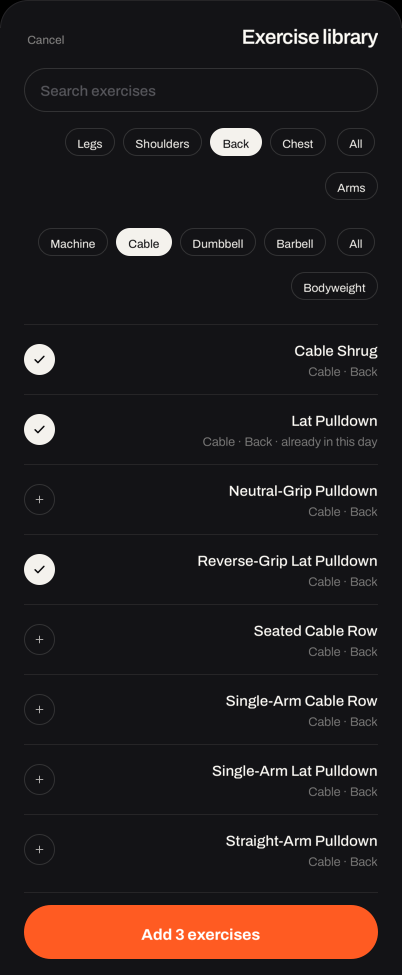 Exercise library
Cancel
Search exercises
All
Chest
Back
Shoulders
Legs
Arms
All
Barbell
Dumbbell
Cable
Machine
Bodyweight
Cable Shrug
Cable · Back
Lat Pulldown
Cable · Back · already in this day
Neutral-Grip Pulldown
Cable · Back
Reverse-Grip Lat Pulldown
Cable · Back
Seated Cable Row
Cable · Back
Single-Arm Cable Row
Cable · Back
Single-Arm Lat Pulldown
Cable · Back
Straight-Arm Pulldown
Cable · Back
Add 3 exercises